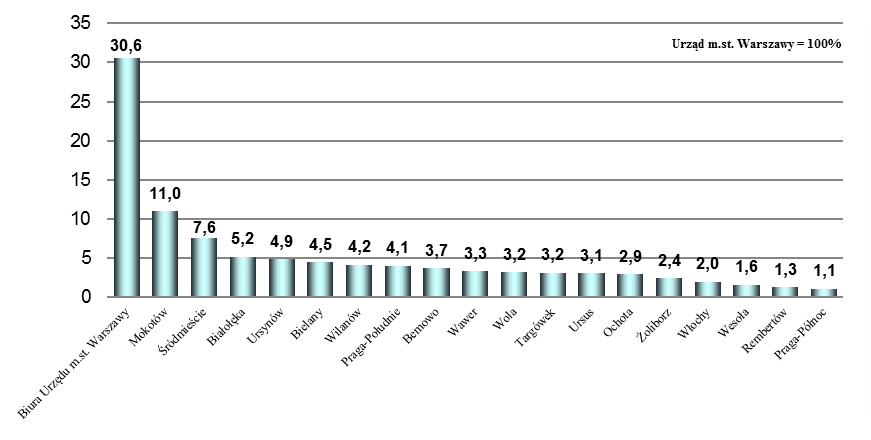 35
30
25
20
15
10
5
0
Urząd m.st. Warszawy = 100%
30,6
11,0
7,6
5,2
4,9
4,5
4,2
4,1
3,7
3,3
3,2
3,2
3,1
2,9
2,4
2,0
1,6
1,3
1,1
Biura Urzędu m.st. Warszawy
Mokotów
Śródmieście
Białołęka
Ursynów
Bielany
Wilanów
Praga-Południe
Bemowo
Wawer
Wola
Targówek
Ursus
Ochota
Żoliborz
Włochy
Wesoła
Rembertów
Praga-Północ